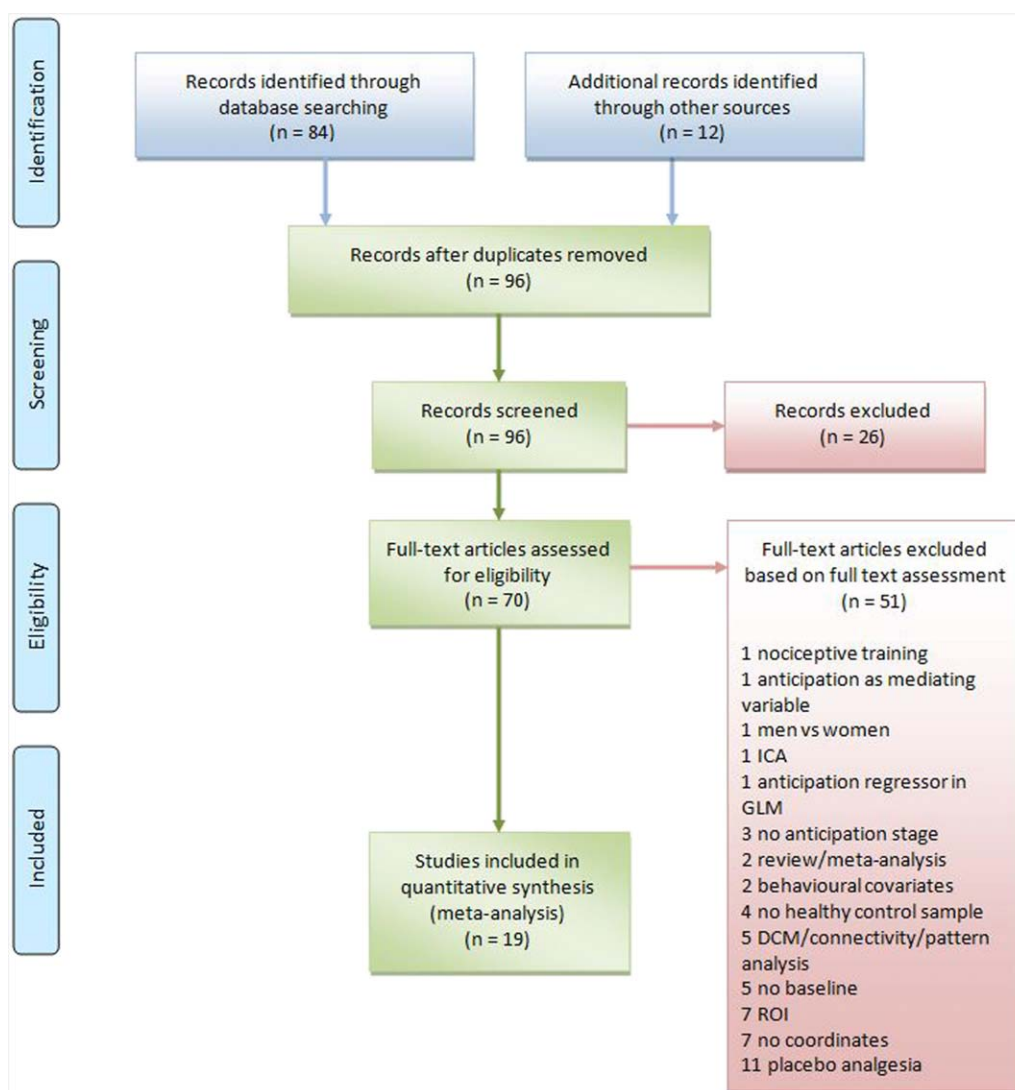 Identification
Records identified through
database searching
(n = 84)
Additional records identified
through other sources
(n = 12)
Records after duplicates removed
(n = 96)
Screening
Records screened
(n = 96)
Records excluded
(n = 26)
Eligibility
Full-text articles assessed
for eligibility
(n = 70)
Full-text articles excluded
based on full text assessment
(n = 51)
1 nociceptive training
1 anticipation as mediating
variable
1 men vs women
1 ICA
1 anticipation regressor in
GLM
3 no anticipation stage
2 review/meta-analysis
2 behavioural covariates
4 no healthy control sample
5 DCM/connectivity/pattern
analysis
5 no baseline
7 ROI
7 no coordinates
11 placebo analgesia
Included
Studies included in
quantitative synthesis
(meta-analysis)
(n = 19)